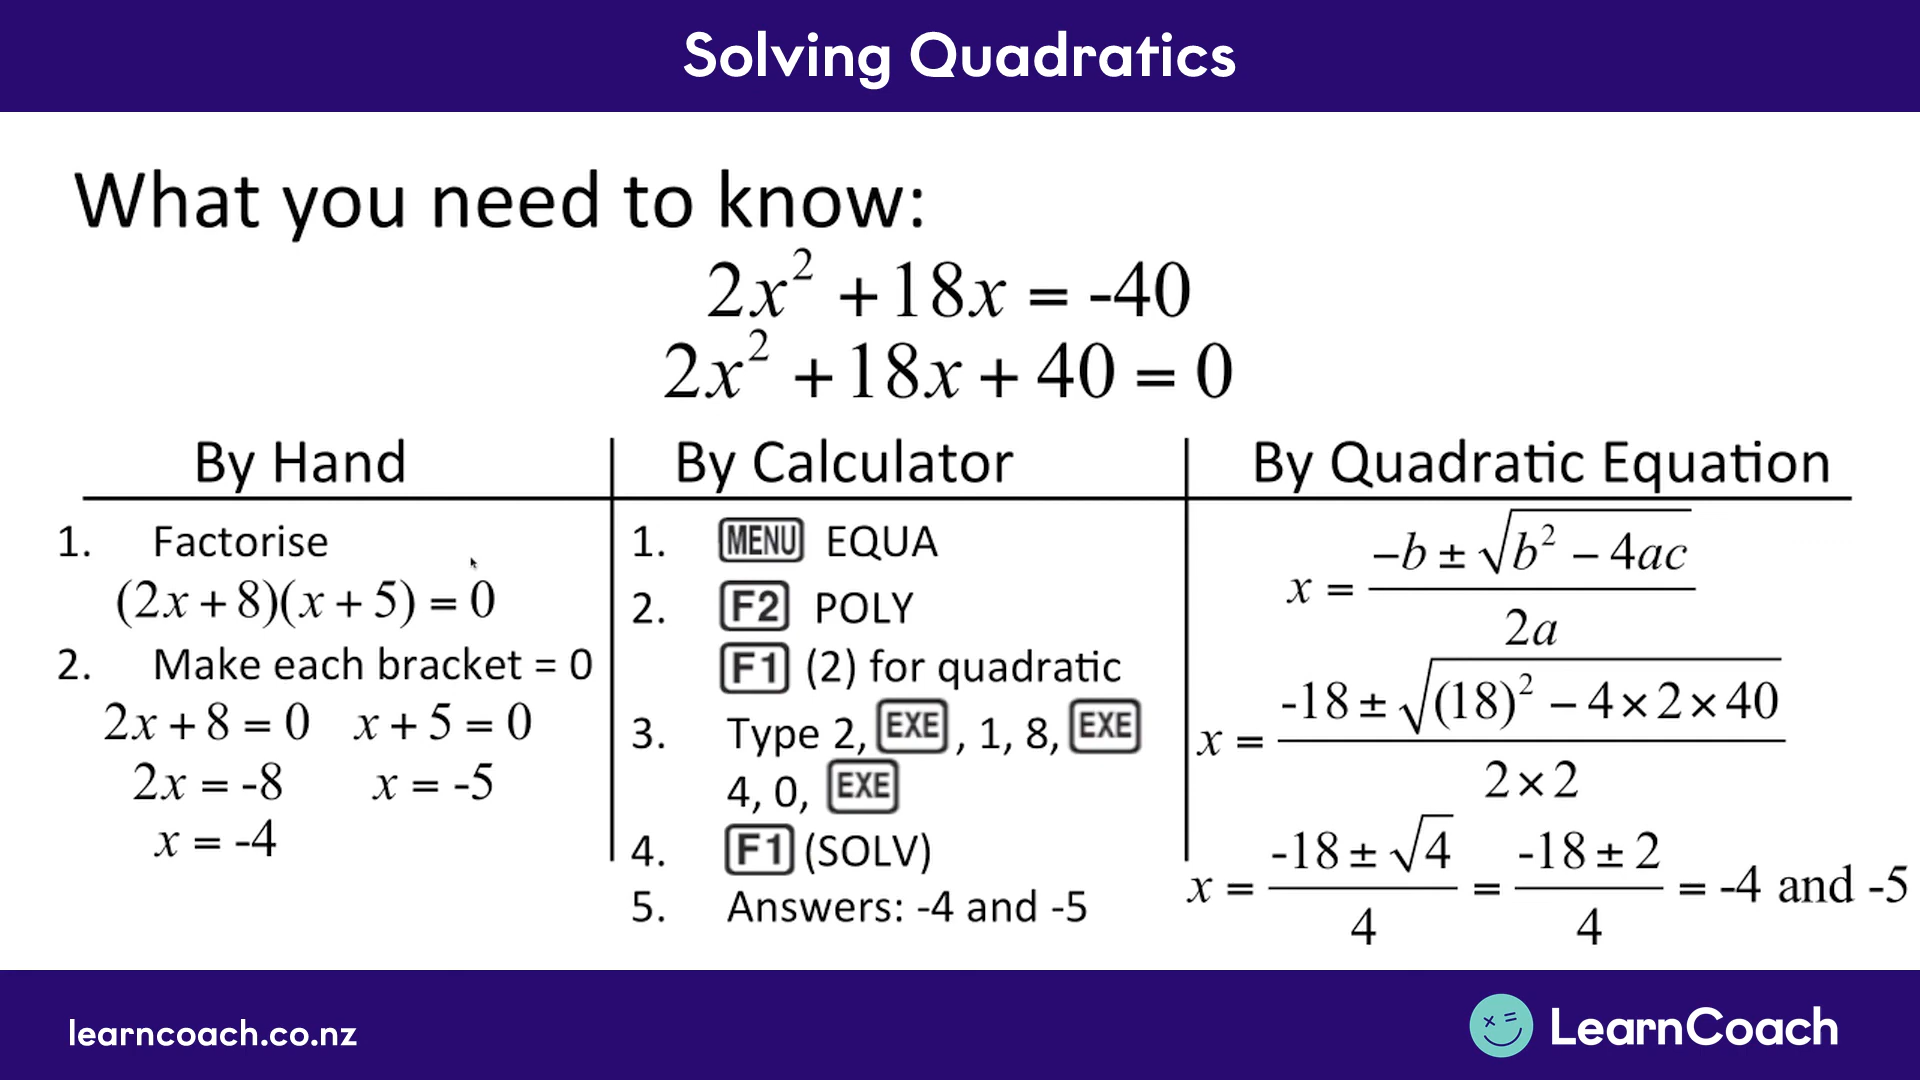 Solving Quadratics
What you need to know:
2x² +18x = -40
2x² +18x + 40 = 0
By Hand
1. Factorise
(2x + 8)(x + 5) = 0
2. Make each bracket = 0
2x + 8 = 0 x + 5 = 0
2x = -8 x = -5
x = -4
By Calculator
1. MENU EQUA
2. F2 POLY
F1 (2) for quadratic
3. Type 2, EXE , 1, 8, EXE
4, 0, EXE
4. F1 (SOLV)
5. Answers: -4 and -5
By Quadratic Equation
x = (−b ± √(b² − 4ac)) / 2a
x = (-18 ± √((18)² − 4 × 2 × 40)) / 2 × 2
x = (-18 ± √4) / 4 = (-18 ± 2) / 4 = -4 and -5
learncoach.co.nz
LearnCoach